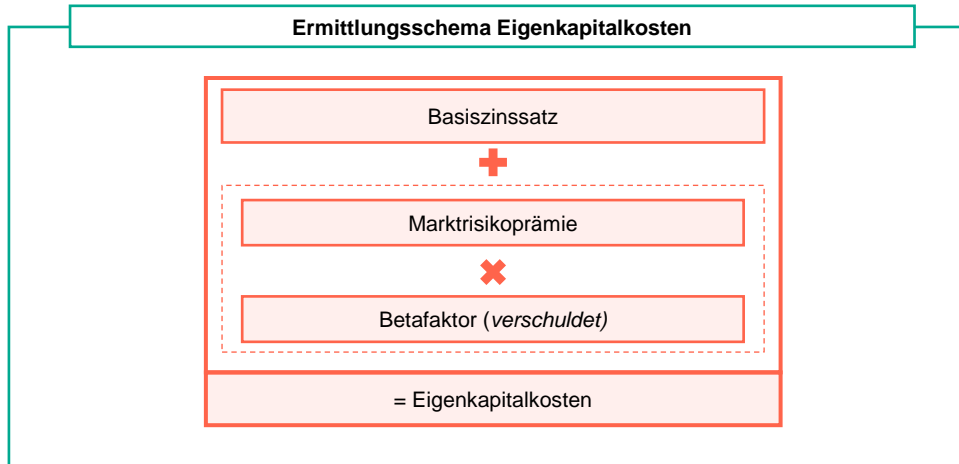 Ermittlungsschema Eigenkapitalkosten
Basiszinssatz
Marktrisikoprämie
Betafaktor (verschuldet)
= Eigenkapitalkosten